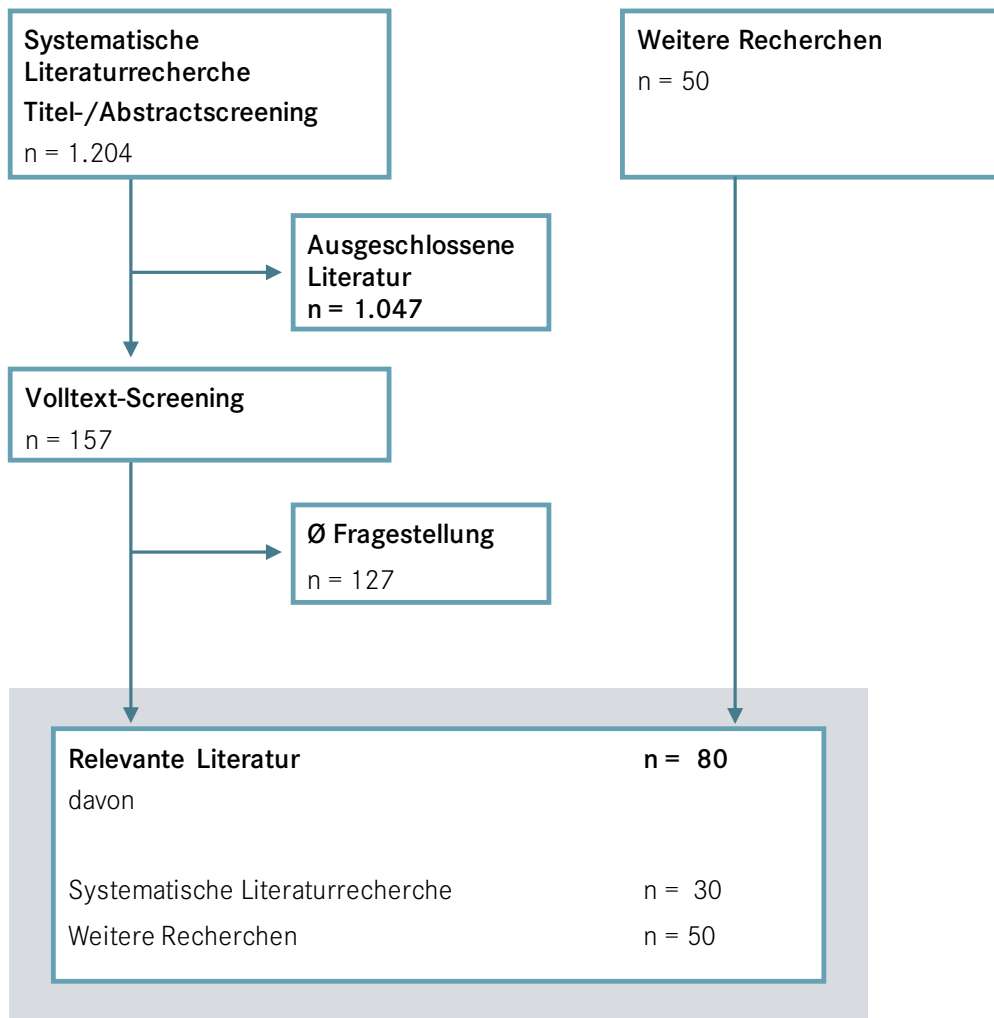 Systematische
Literaturrecherche
Titel-/Abstractscreening
n = 1.204
Weitere Recherchen
n = 50
Ausgeschlossene
Literatur
n = 1.047
Volltext-Screening
n = 157
Ø Fragestellung
n = 127
Relevante Literatur n = 80
davon
Systematische Literaturrecherche n = 30
Weitere Recherchen n = 50